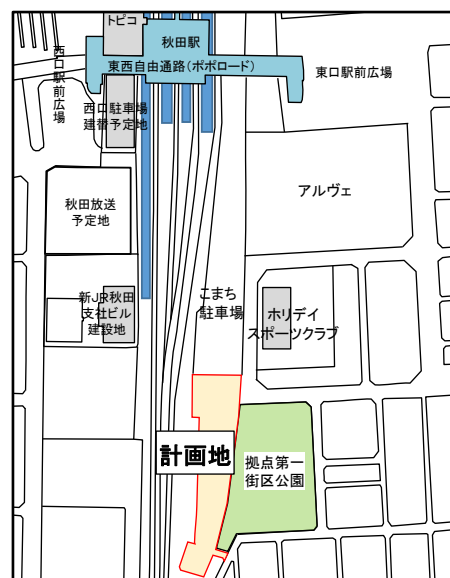 トピコ
秋田駅
東西自由通路(ポポロード)
西口駅前広場
東口駅前広場
西口駐車場
建替予定地
アルヴェ
秋田放送
予定地
こまち
駐車場
新JR秋田
支社ビル
建設地
ホリデイ
スポーツクラブ
計画地
拠点第一
街区公園